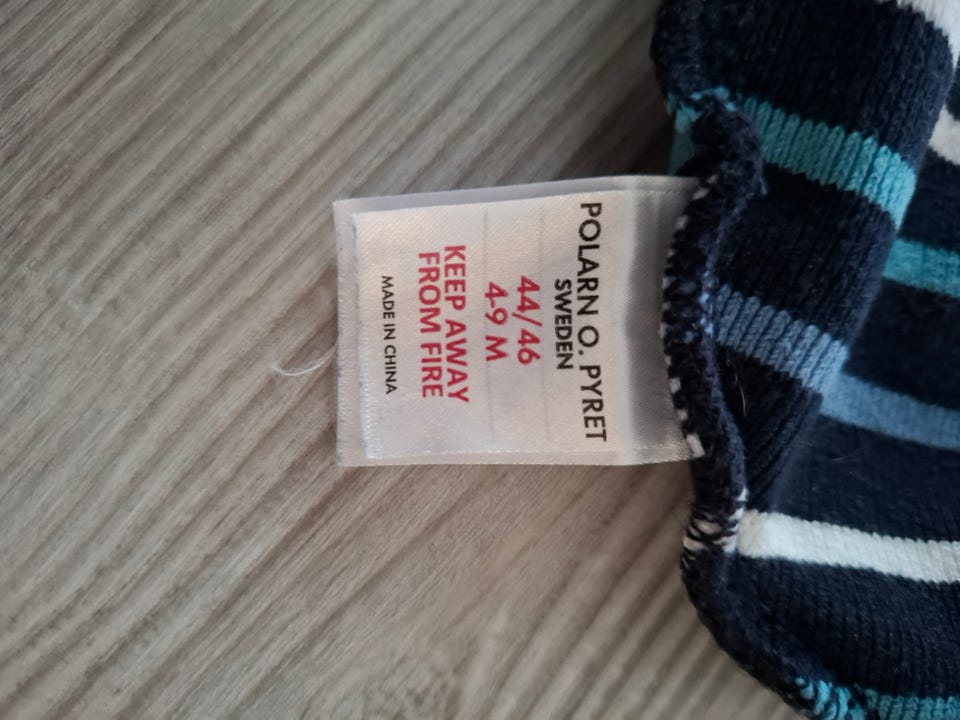 POLARN O. PYRET
SWEDEN
44/46
4-9 M
KEEP AWAY
FROM FIRE
MADE IN CHINA